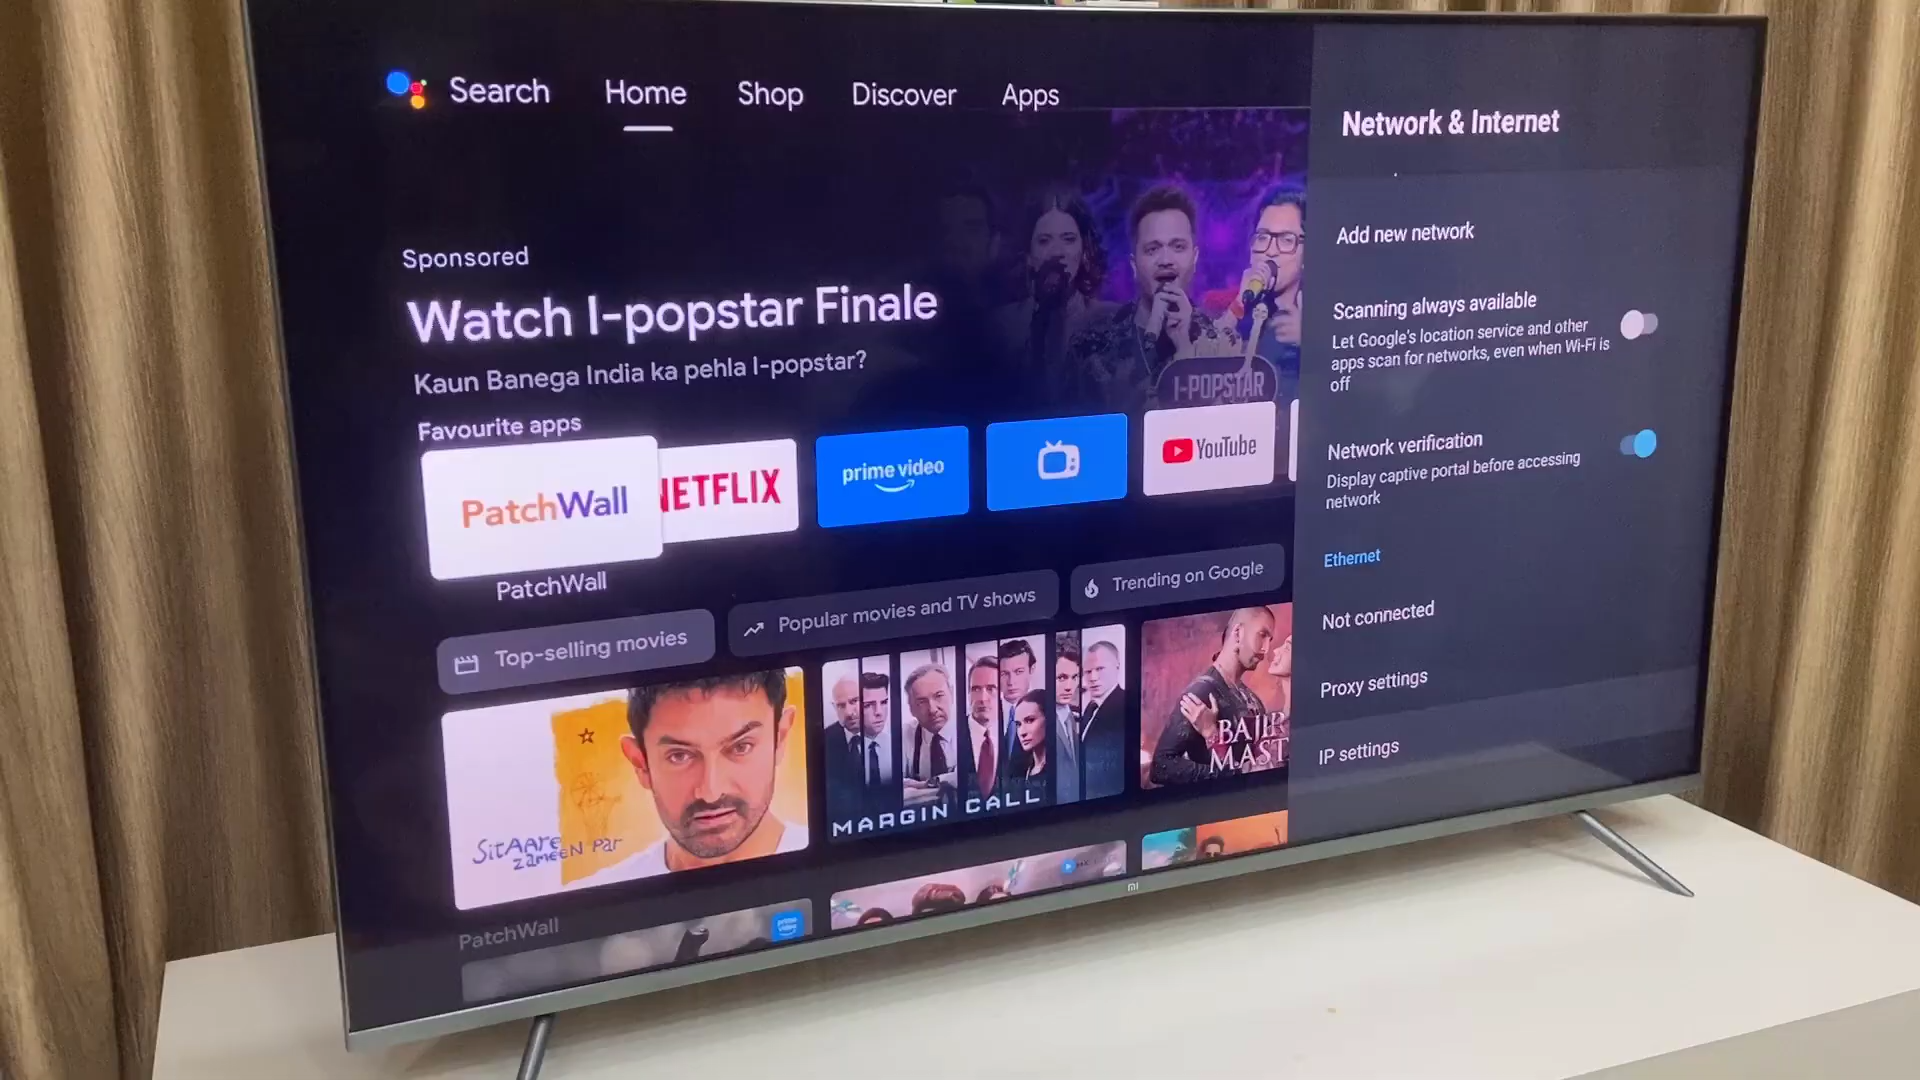 Search Home Shop Discover Apps
Sponsored
Watch I-popstar Finale
Kaun Banega India ka pehla I-popstar?
I-POPSTAR
Favourite apps
PatchWall
NETFLIX
prime video
YouTube
PatchWall
Top-selling movies
Popular movies and TV shows
Trending on Google
SitAAre
zameeN PaR
MARGIN CALL
BAJIR
MAST
PatchWall
prime
video
mi
Network & Internet
Add new network
Scanning always available
Let Google's location service and other
apps scan for networks, even when Wi-Fi is
off
Network verification
Display captive portal before accessing
network
Ethernet
Not connected
Proxy settings
IP settings